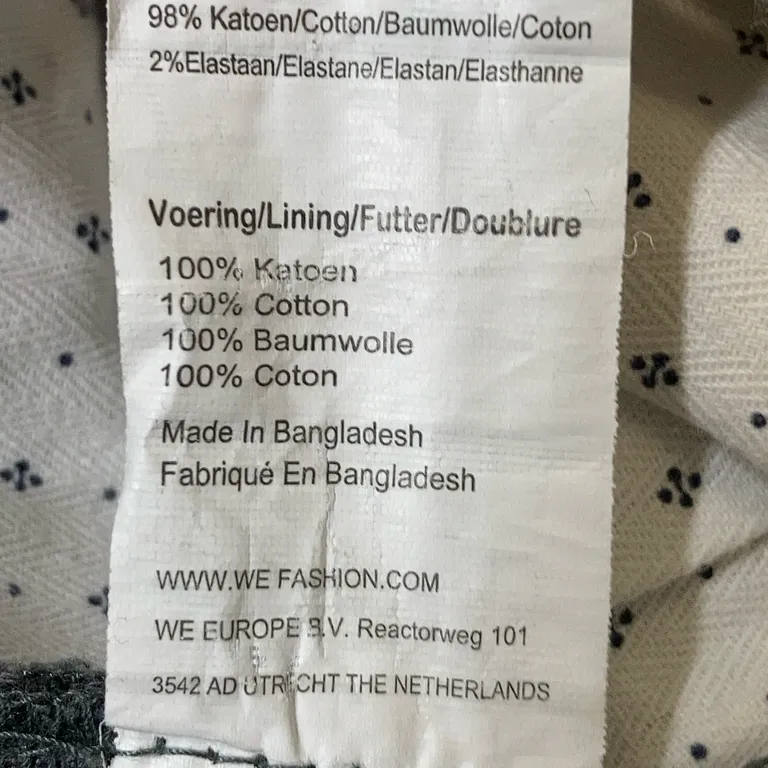 98% Katoen/Cotton/Baumwolle/Coton
2%Elastaan/Elastane/Elastan/Elasthanne
Voering/Lining/Futter/Doublure
100% Katoen
100% Cotton
100% Baumwolle
100% Coton
Made In Bangladesh
Fabriqué En Bangladesh
WWW.WE FASHION.COM
WE EUROPE B.V. Reactorweg 101
3542 AD UTRECHT THE NETHERLANDS